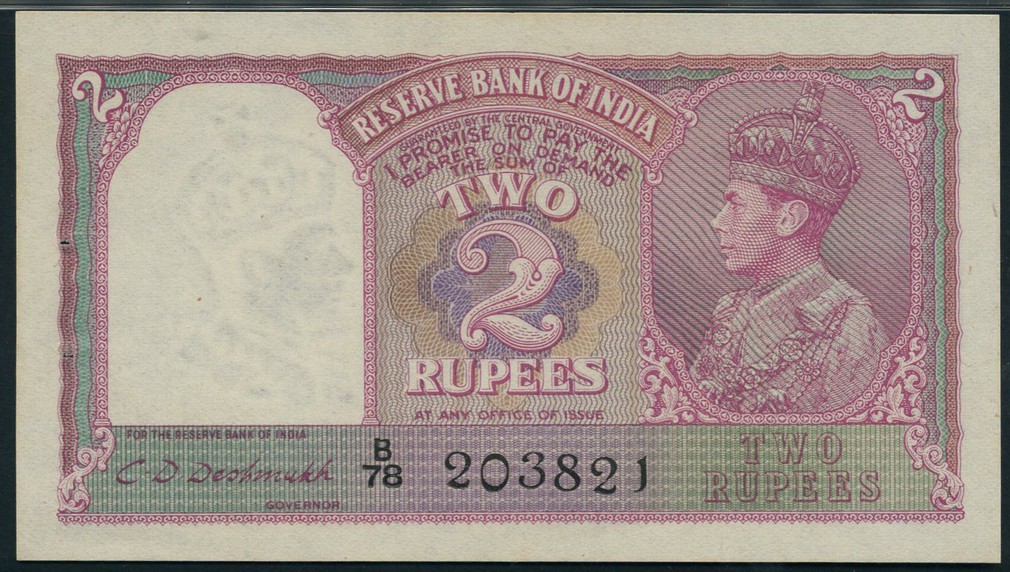 2 2
RESERVE BANK OF INDIA
GUARANTEED BY THE CENTRAL GOVERNMENT
I PROMISE TO PAY THE
BEARER ON DEMAND
THE SUM OF
TWO
2
RUPEES
AT ANY OFFICE OF ISSUE
FOR THE RESERVE BANK OF INDIA
C D Deshmukh
GOVERNOR
B/78 203821
TWO
RUPEES